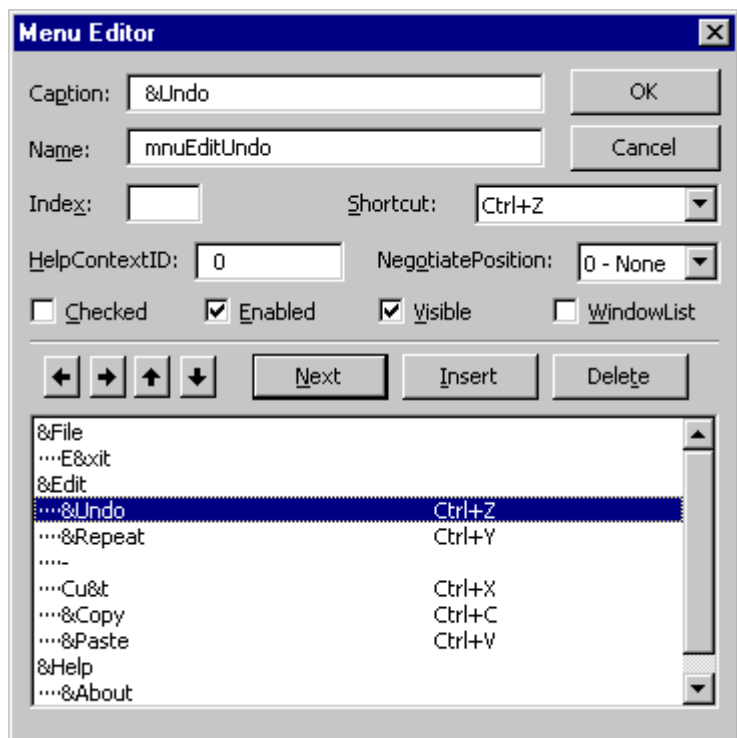 Menu Editor
Caption: &Undo OK
Name: mnuEditUndo Cancel
Index: Shortcut: Ctrl+Z
HelpContextID: 0 NegotiatePosition: 0 - None
Checked Enabled Visible WindowList
Next Insert Delete
&File
····E&xit
&Edit
····&Undo Ctrl+Z
····&Repeat Ctrl+Y
····-
····Cu&t Ctrl+X
····&Copy Ctrl+C
····&Paste Ctrl+V
&Help
····&About